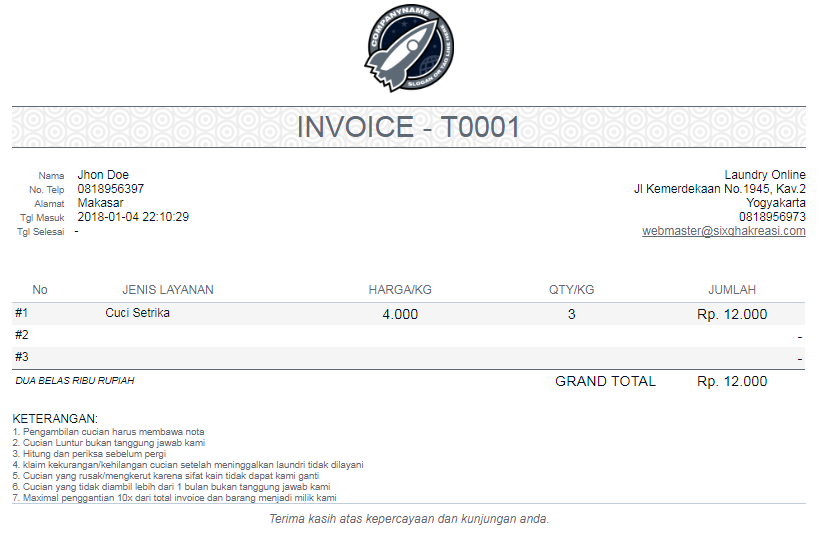 COMPANYNAME
SLOGAN OR TAG LINE HERE
INVOICE - T0001
Nama Jhon Doe
No. Telp 0818956397
Alamat Makasar
Tgl Masuk 2018-01-04 22:10:29
Tgl Selesai -
Laundry Online
Jl Kemerdekaan No.1945, Kav.2
Yogyakarta
0818956973
webmaster@sixghakreasi.com
No JENIS LAYANAN HARGA/KG QTY/KG JUMLAH
#1 Cuci Setrika 4.000 3 Rp. 12.000
#2 -
#3 -
DUA BELAS RIBU RUPIAH GRAND TOTAL Rp. 12.000
KETERANGAN:
1. Pengambilan cucian harus membawa nota
2. Cucian Luntur bukan tanggung jawab kami
3. Hitung dan periksa sebelum pergi
4. klaim kekurangan/kehilangan cucian setelah meninggalkan laundri tidak dilayani
5. Cucian yang rusak/mengkerut karena sifat kain tidak dapat kami ganti
6. Cucian yang tidak diambil lebih dari 1 bulan bukan tanggung jawab kami
7. Maximal penggantian 10x dari total invoice dan barang menjadi milik kami
Terima kasih atas kepercayaan dan kunjungan anda.